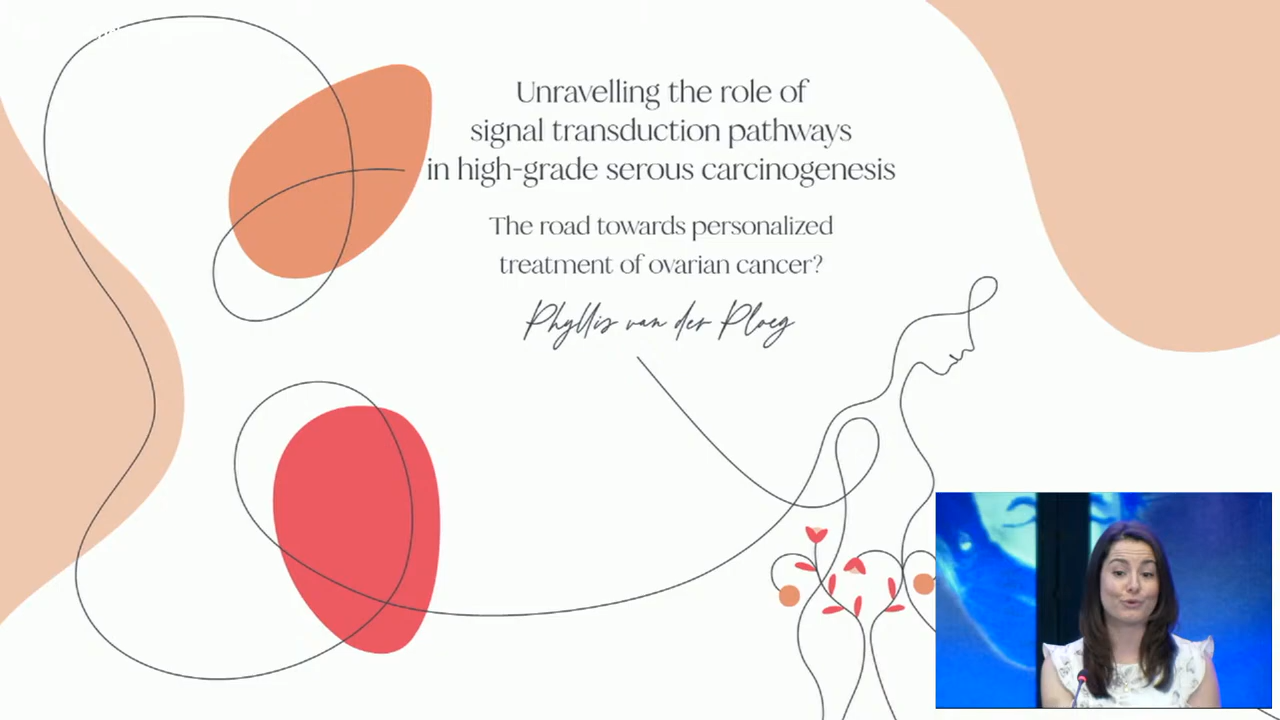 Unravelling the role of
signal transduction pathways
in high-grade serous carcinogenesis
The road towards personalized
treatment of ovarian cancer?
Phyllis van der Ploeg